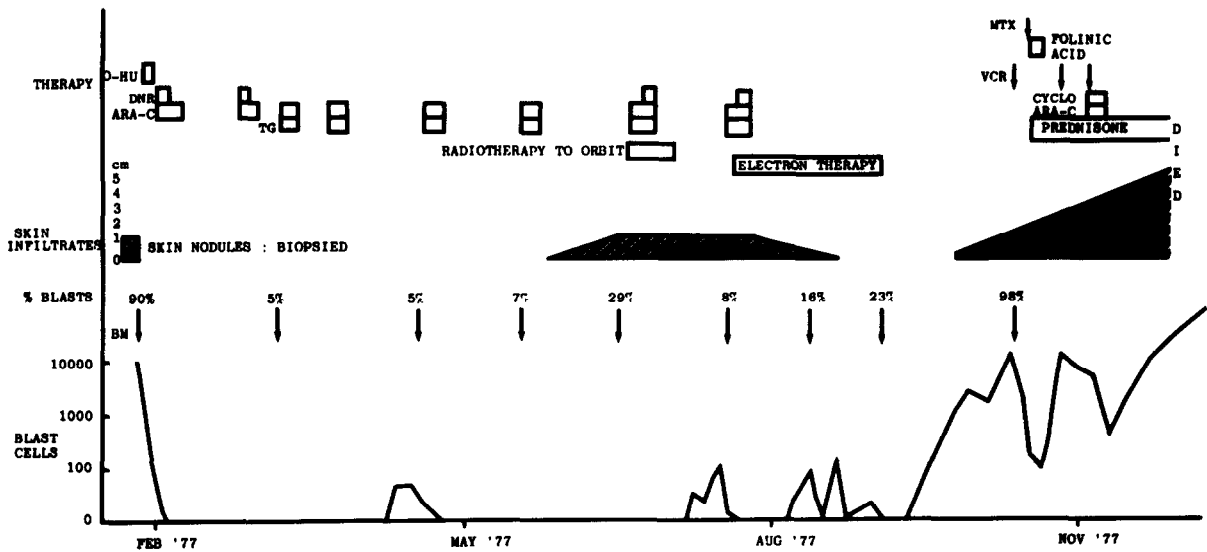 MTX
FOLINIC
ACID
THERAPY
O-HU
VCR
DNR
ARA-C
TG
CYCLO
ARA-C
PREDNISONE
DIED
RADIOTHERAPY TO ORBIT
ELECTRON THERAPY
cm
5
4
3
2
1
0
SKIN
INFILTRATES
SKIN NODULES : BIOPSIED
% BLASTS 90% 5% 5% 7% 29% 8% 16% 23% 98%
BM
10000
1000
BLAST
CELLS
100
0
FEB '77 MAY '77 AUG '77 NOV '77